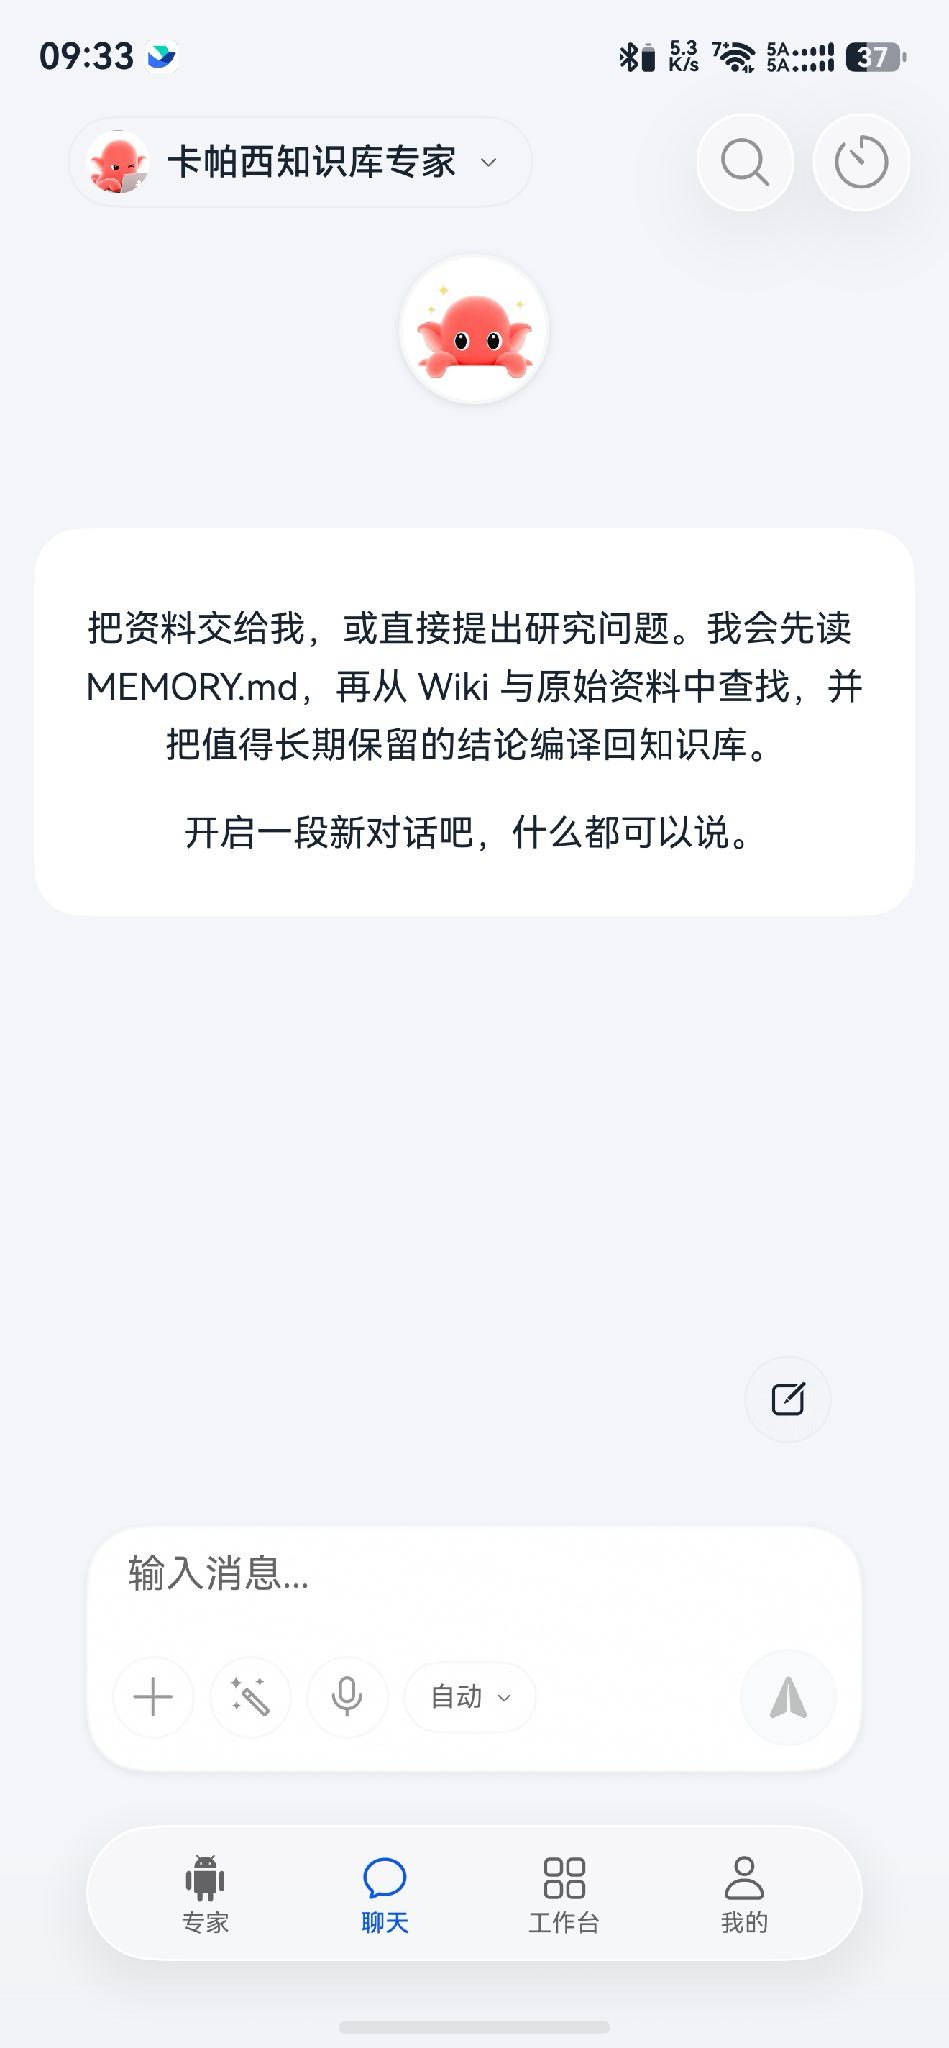 09:33
5.3
K/s
7+
5A
5A
37
卡帕西知识库专家
把资料交给我，或直接提出研究问题。我会先读
MEMORY.md，再从 Wiki 与原始资料中查找，并
把值得长期保留的结论编译回知识库。
开启一段新对话吧，什么都可以说。
输入消息...
自动
专家
聊天
工作台
我的